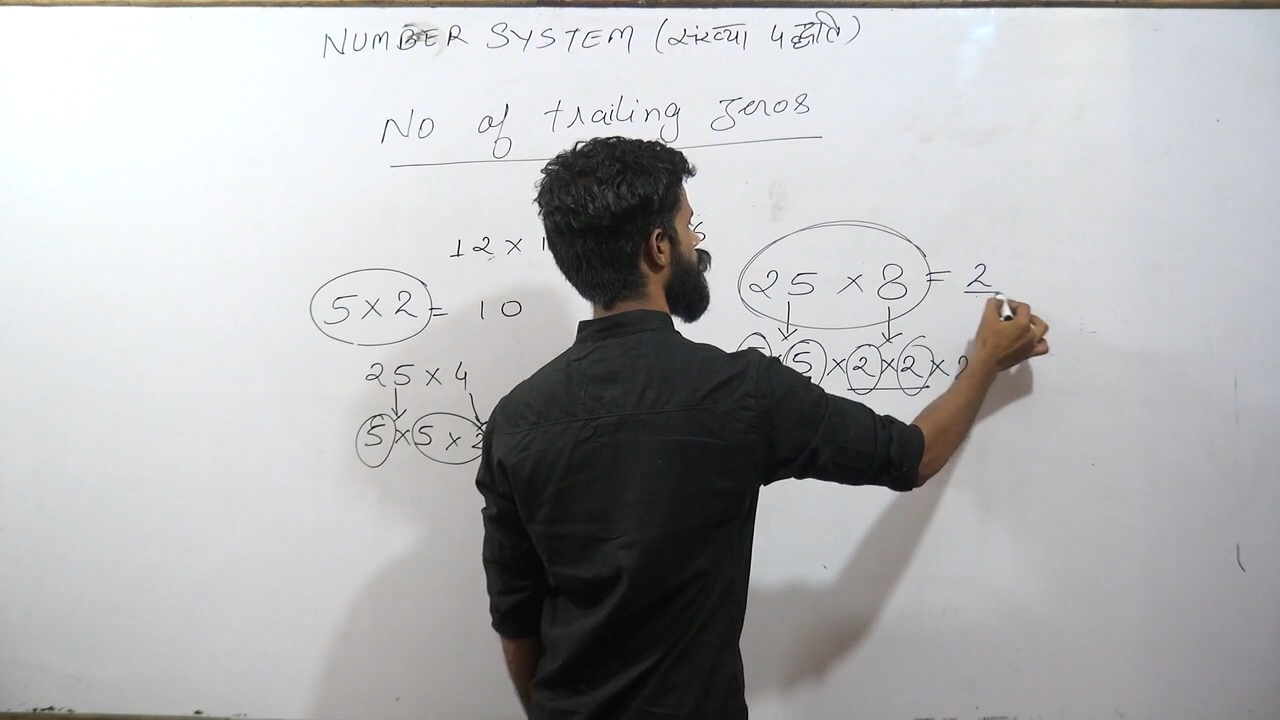 NUMBER SYSTEM (संख्या पद्धति)
No of trailing zeros
12 × 1
5 × 2 = 10
25 × 8 = 2
25 × 4
5 × 5 × 2 × 2 × 2
5 × 5 × 2